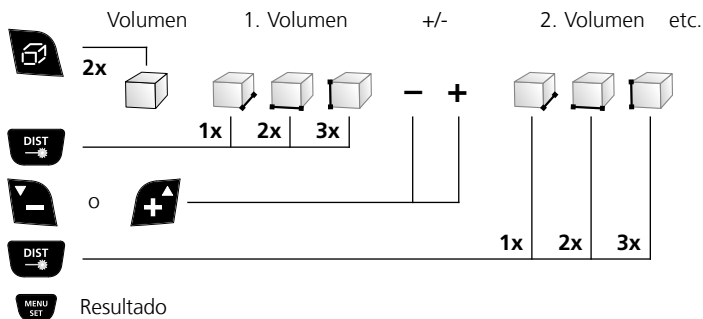 Volumen 1. Volumen +/- 2. Volumen etc.
2x
− +
1x 2x 3x
DIST
− o +
1x 2x 3x
DIST
MENU SET Resultado